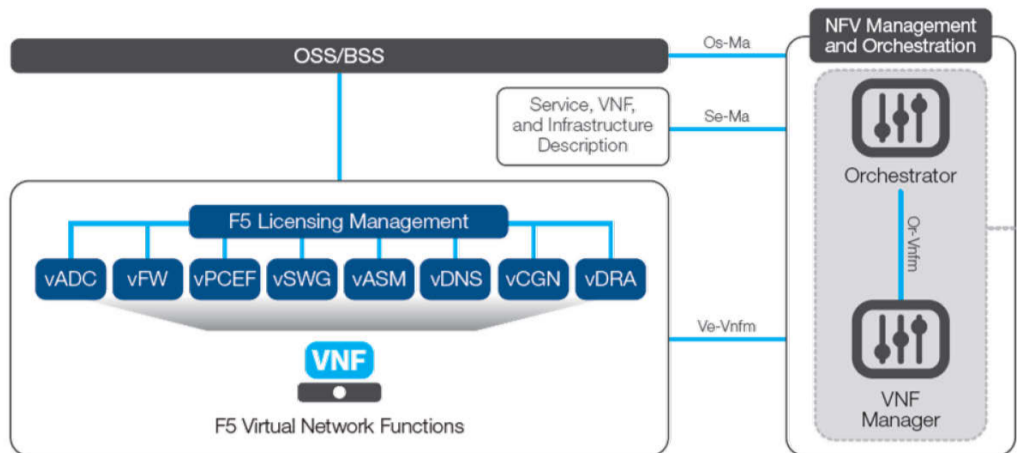 NFV Management
and Orchestration
OSS/BSS
Os-Ma
Service, VNF,
and Infrastructure
Description
Se-Ma
Orchestrator
Or-Vnfm
F5 Licensing Management
vADC vFW vPCEF vSWG vASM vDNS vCGN vDRA
Ve-Vnfm
VNF
F5 Virtual Network Functions
VNF
Manager